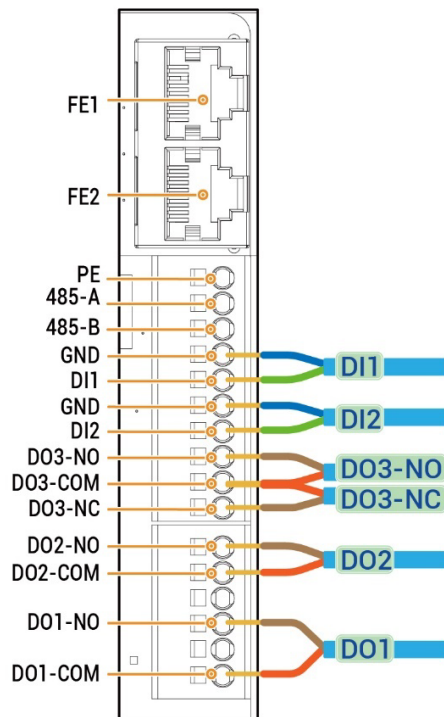 FE1
FE2
PE
485-A
485-B
GND
DI1
GND
DI2
DO3-NO
DO3-COM
DO3-NC
DO2-NO
DO2-COM
DO1-NO
DO1-COM
DI1
DI2
DO3-NO
DO3-NC
DO2
DO1